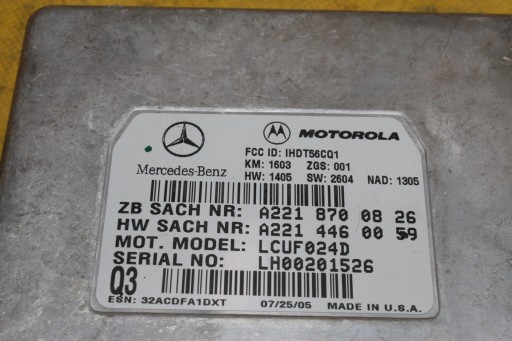 MOTOROLA
Mercedes-Benz
FCC ID: IHDT56CQ1
KM: 1603 ZGS: 001
HW: 1405 SW: 2604 NAD: 1305
ZB SACH NR: A221 870 08 26
HW SACH NR: A221 446 00 59
MOT. MODEL: LCUF024D
SERIAL NO: LH00201526
Q3
ESN: 32ACDFA1DXT 07/25/05 MADE IN U.S.A.